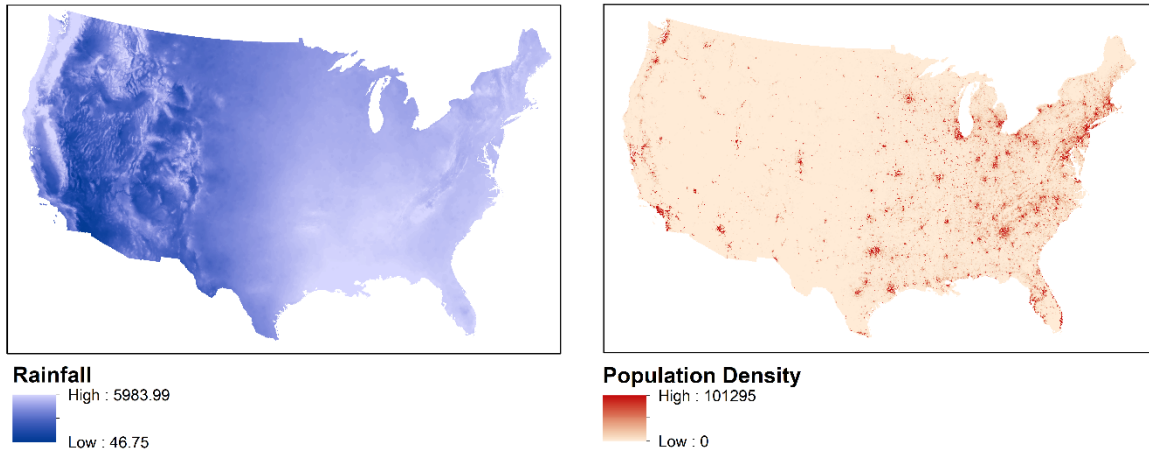 Rainfall
High : 5983.99
Low : 46.75
Population Density
High : 101295
Low : 0